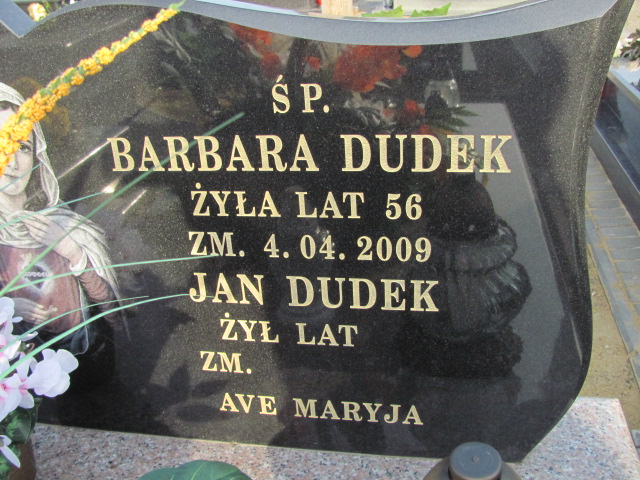 ŚP.
BARBARA DUDEK
ŻYŁA LAT 56
ZM. 4.04.2009
JAN DUDEK
ŻYŁ LAT
ZM.
AVE MARYJA